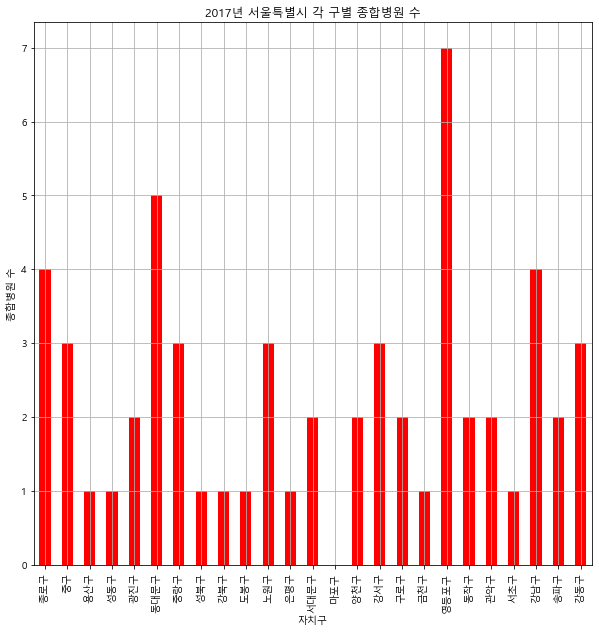 2017년 서울특별시 각 구별 종합병원 수
종합병원 수
7
6
5
4
3
2
1
0
종로구
중구
용산구
성동구
광진구
동대문구
중랑구
성북구
강북구
도봉구
노원구
은평구
서대문구
마포구
양천구
강서구
구로구
금천구
영등포구
동작구
관악구
서초구
강남구
송파구
강동구
자치구